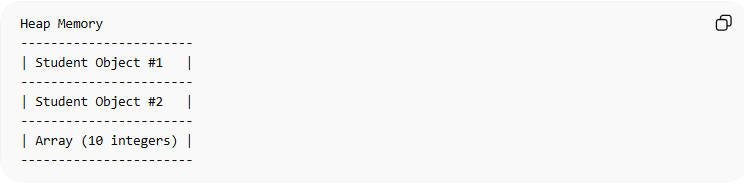 Heap Memory
-----------------------
| Student Object #1   |
-----------------------
| Student Object #2   |
-----------------------
| Array (10 integers) |
-----------------------